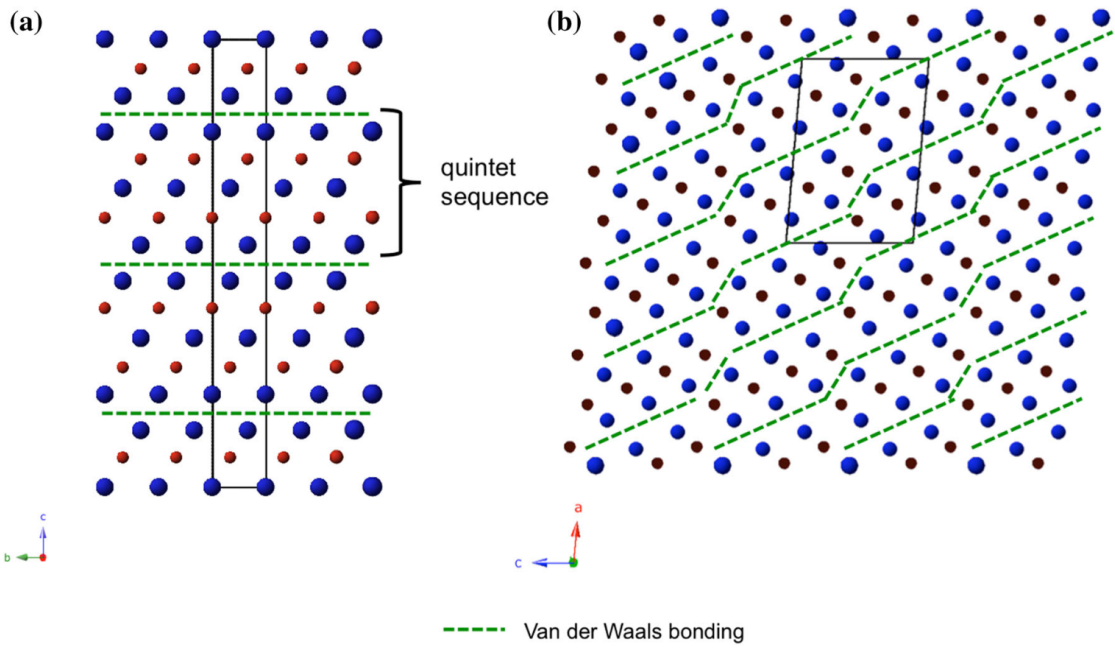 (a)
(b)
quintet
sequence
c
b
a
c
Van der Waals bonding